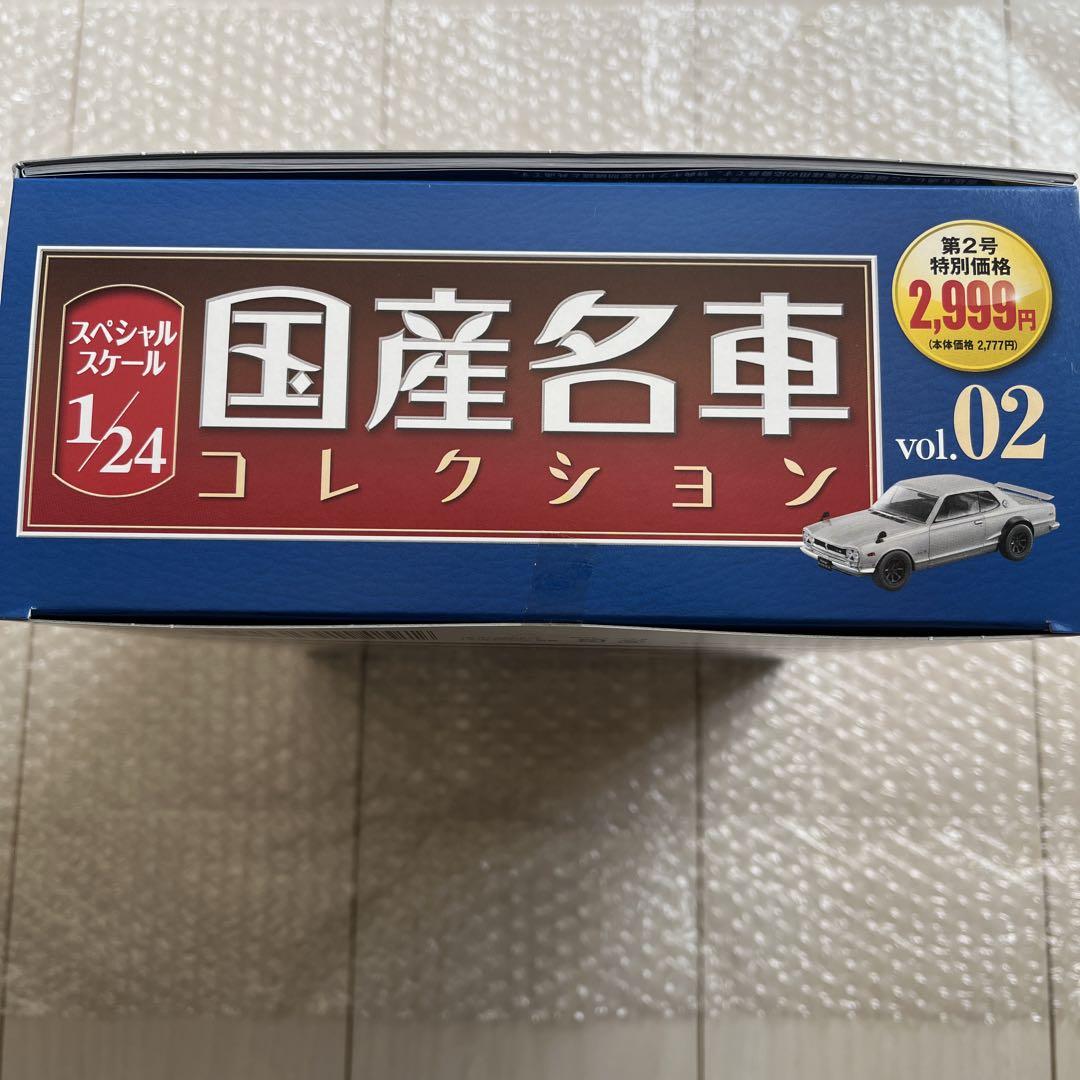 スペシャル
スケール
1/24
国産名車
コレクション
第2号
特別価格
2,999円
(本体価格 2,777円)
vol.02